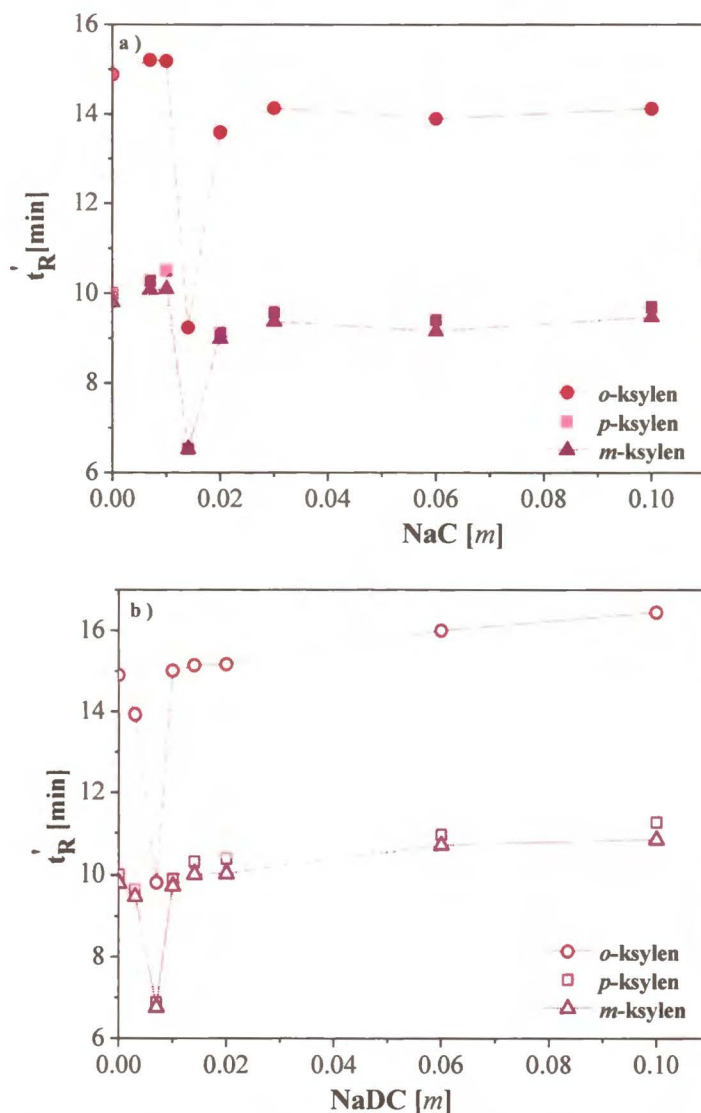 a )
16
14
12
10
8
6
t'R [min]
0.00 0.02 0.04 0.06 0.08 0.10
NaC [m]
o-ksylen
p-ksylen
m-ksylen
b )
16
14
12
10
8
6
t'R [min]
0.00 0.02 0.04 0.06 0.08 0.10
NaDC [m]
o-ksylen
p-ksylen
m-ksylen